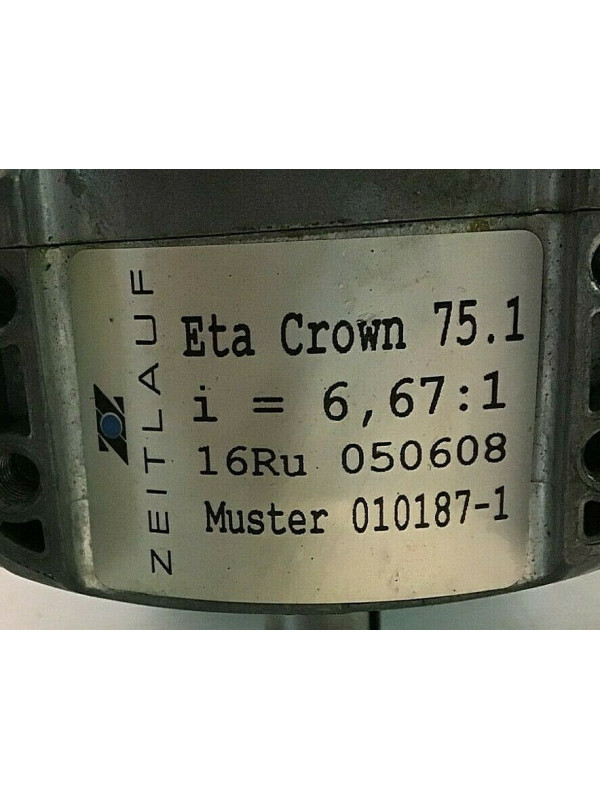 ZEITLAUF
Eta Crown 75.1
i = 6,67:1
16Ru 050608
Muster 010187-1